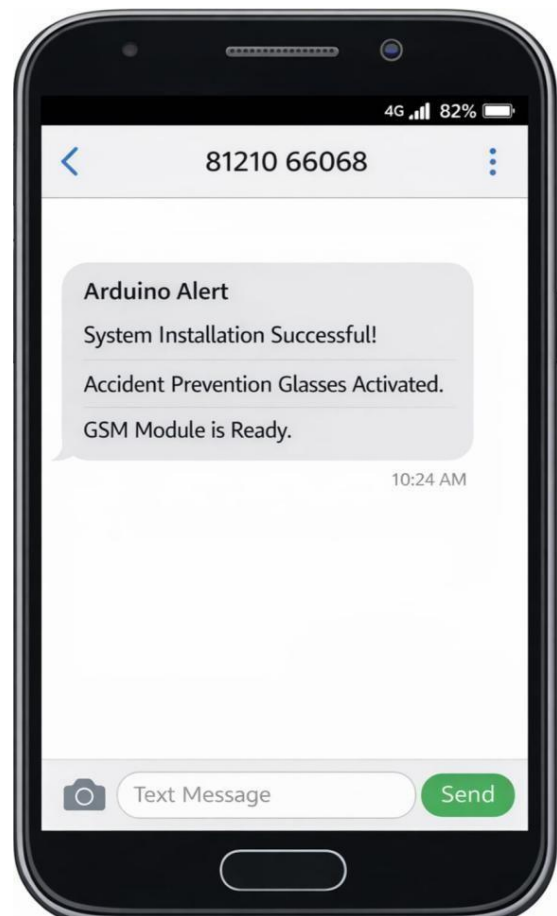 4G 82%
81210 66068
Arduino Alert
System Installation Successful!
Accident Prevention Glasses Activated.
GSM Module is Ready.
10:24 AM
Text Message
Send